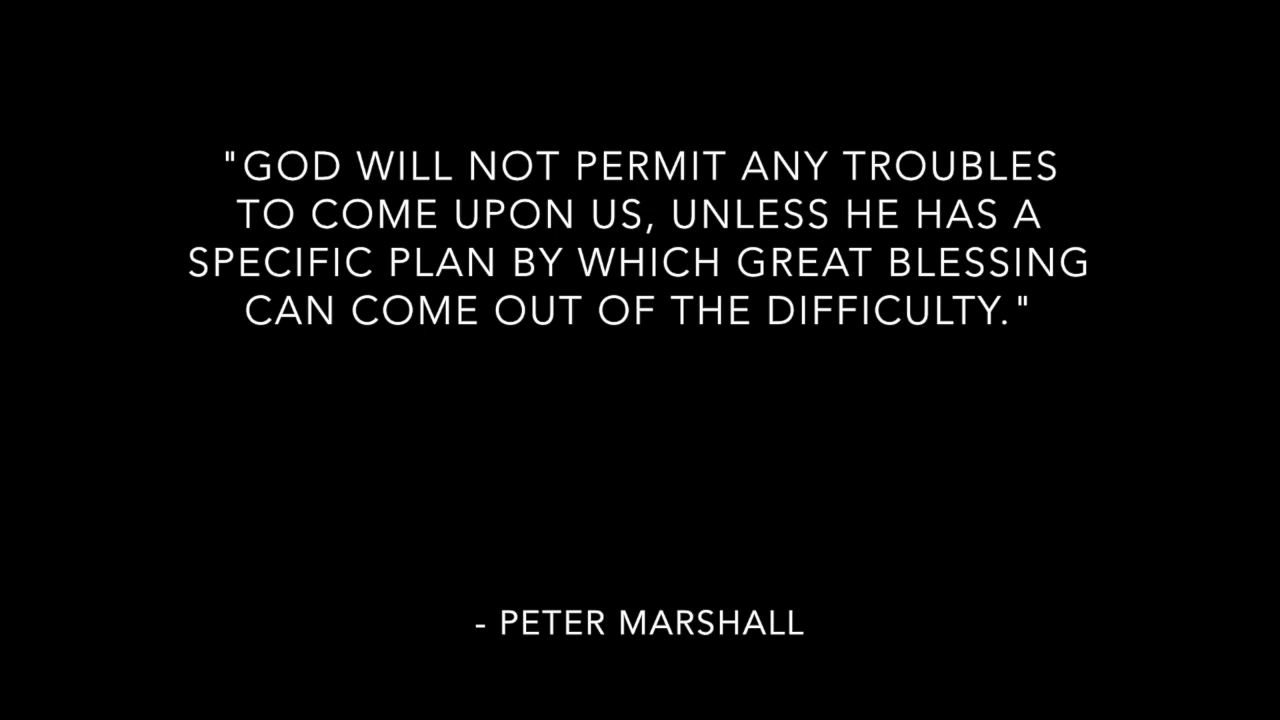 "GOD WILL NOT PERMIT ANY TROUBLES
TO COME UPON US, UNLESS HE HAS A
SPECIFIC PLAN BY WHICH GREAT BLESSING
CAN COME OUT OF THE DIFFICULTY."
- PETER MARSHALL